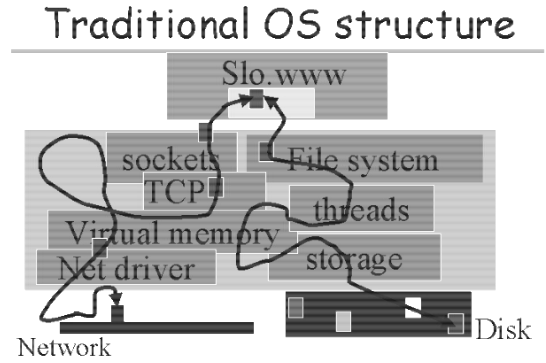 Traditional OS structure
Slo.www
sockets
File system
TCP
threads
Virtual memory
storage
Net driver
Disk
Network